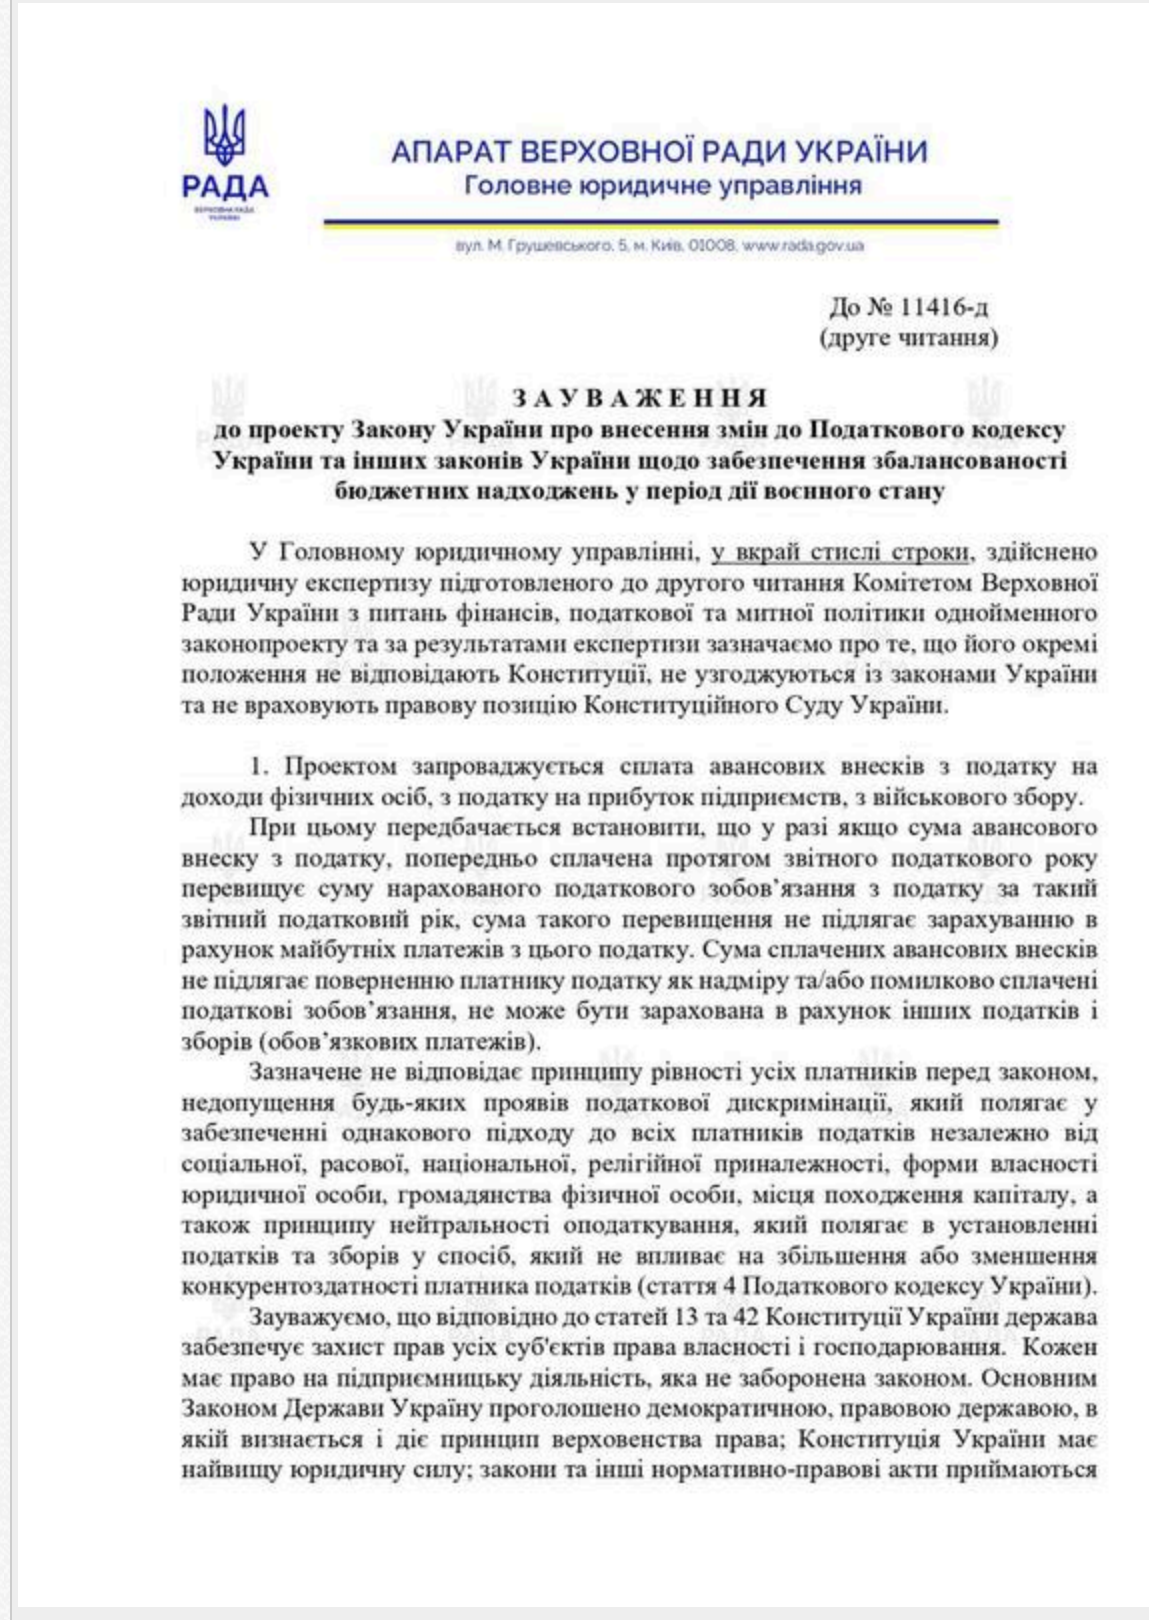 РАДА
ВЕРХОВНА РАДА
УКРАЇНИ
АПАРАТ ВЕРХОВНОЇ РАДИ УКРАЇНИ
Головне юридичне управління
вул. М. Грушевського, 5, м. Київ, 01008, www.rada.gov.ua
До № 11416-д
(друге читання)
З А У В А Ж Е Н Н Я
до проекту Закону України про внесення змін до Податкового кодексу
України та інших законів України щодо забезпечення збалансованості
бюджетних надходжень у період дії воєнного стану
У Головному юридичному управлінні, у вкрай стислі строки, здійснено
юридичну експертизу підготовленого до другого читання Комітетом Верховної
Ради України з питань фінансів, податкової та митної політики однойменного
законопроекту та за результатами експертизи зазначаємо про те, що його окремі
положення не відповідають Конституції, не узгоджуються із законами України
та не враховують правову позицію Конституційного Суду України.
1. Проектом запроваджується сплата авансових внесків з податку на
доходи фізичних осіб, з податку на прибуток підприємств, з військового збору.
При цьому передбачається встановити, що у разі якщо сума авансового
внеску з податку, попередньо сплачена протягом звітного податкового року
перевищує суму нарахованого податкового зобов’язання з податку за такий
звітний податковий рік, сума такого перевищення не підлягає зарахуванню в
рахунок майбутніх платежів з цього податку. Сума сплачених авансових внесків
не підлягає поверненню платнику податку як надміру та/або помилково сплачені
податкові зобов’язання, не може бути зарахована в рахунок інших податків і
зборів (обов’язкових платежів).
Зазначене не відповідає принципу рівності усіх платників перед законом,
недопущення будь-яких проявів податкової дискримінації, який полягає у
забезпеченні однакового підходу до всіх платників податків незалежно від
соціальної, расової, національної, релігійної приналежності, форми власності
юридичної особи, громадянства фізичної особи, місця походження капіталу, а
також принципу нейтральності оподаткування, який полягає в установленні
податків та зборів у спосіб, який не впливає на збільшення або зменшення
конкурентоздатності платника податків (стаття 4 Податкового кодексу України).
Зауважуємо, що відповідно до статей 13 та 42 Конституції України держава
забезпечує захист прав усіх суб'єктів права власності і господарювання. Кожен
має право на підприємницьку діяльність, яка не заборонена законом. Основним
Законом Держави Україну проголошено демократичною, правовою державою, в
якій визнається і діє принцип верховенства права; Конституція України має
найвищу юридичну силу; закони та інші нормативно-правові акти приймаються